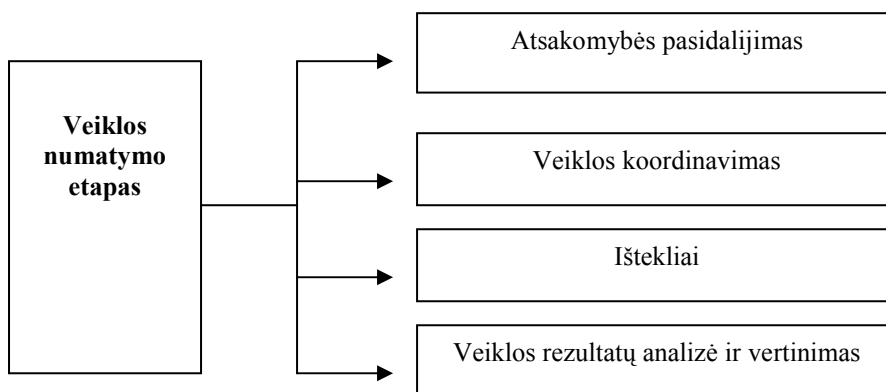 Veiklos
numatymo
etapas
Atsakomybės pasidalijimas
Veiklos koordinavimas
Ištekliai
Veiklos rezultatų analizė ir vertinimas